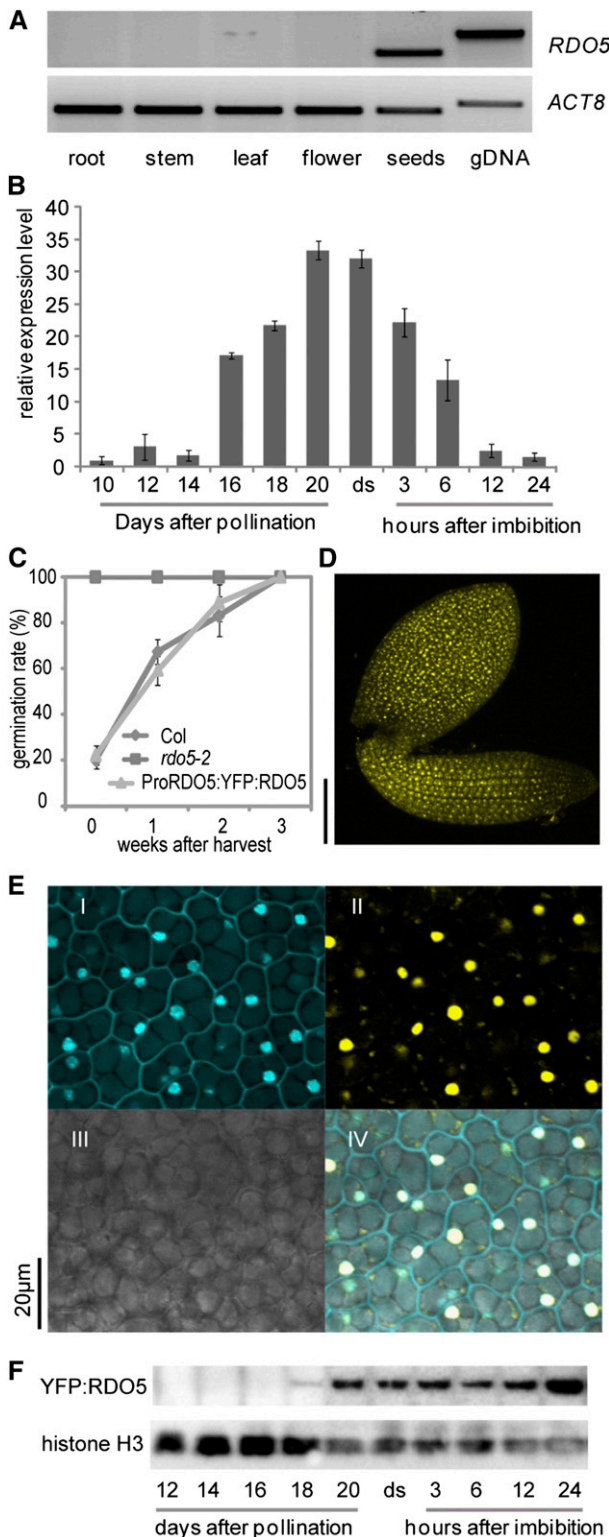 A
RDO5
ACT8
root stem leaf flower seeds gDNA
B
relative expression level
40
35
30
25
20
15
10
5
0
10 12 14 16 18 20 ds 3 6 12 24
Days after pollination hours after imbibition
C
germination rate (%)
100
80
60
40
20
0
Col
rdo5-2
ProRDO5:YFP:RDO5
0 1 2 3
weeks after harvest
D
E
I
II
III
IV
20µm
F
YFP:RDO5
histone H3
12 14 16 18 20 ds 3 6 12 24
days after pollination hours after imbibition